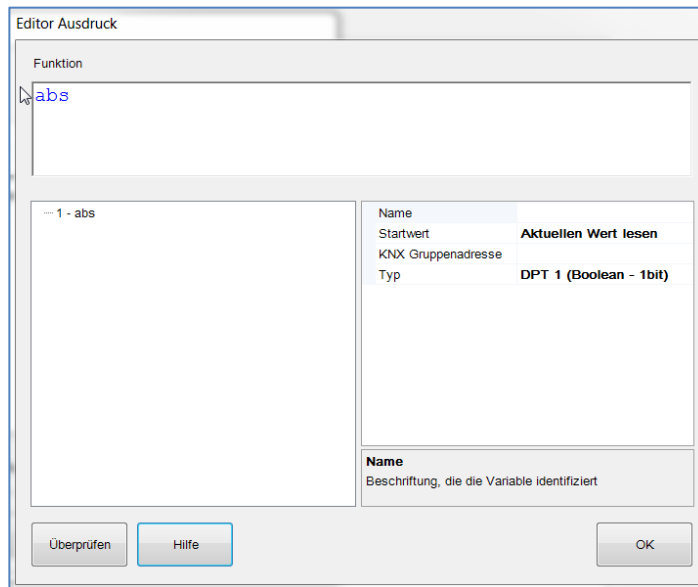 Editor Ausdruck
Funktion
abs
1 - abs
Name
Startwert Aktuellen Wert lesen
KNX Gruppenadresse
Typ DPT 1 (Boolean - 1bit)
Name
Beschriftung, die die Variable identifiziert
Überprüfen Hilfe OK